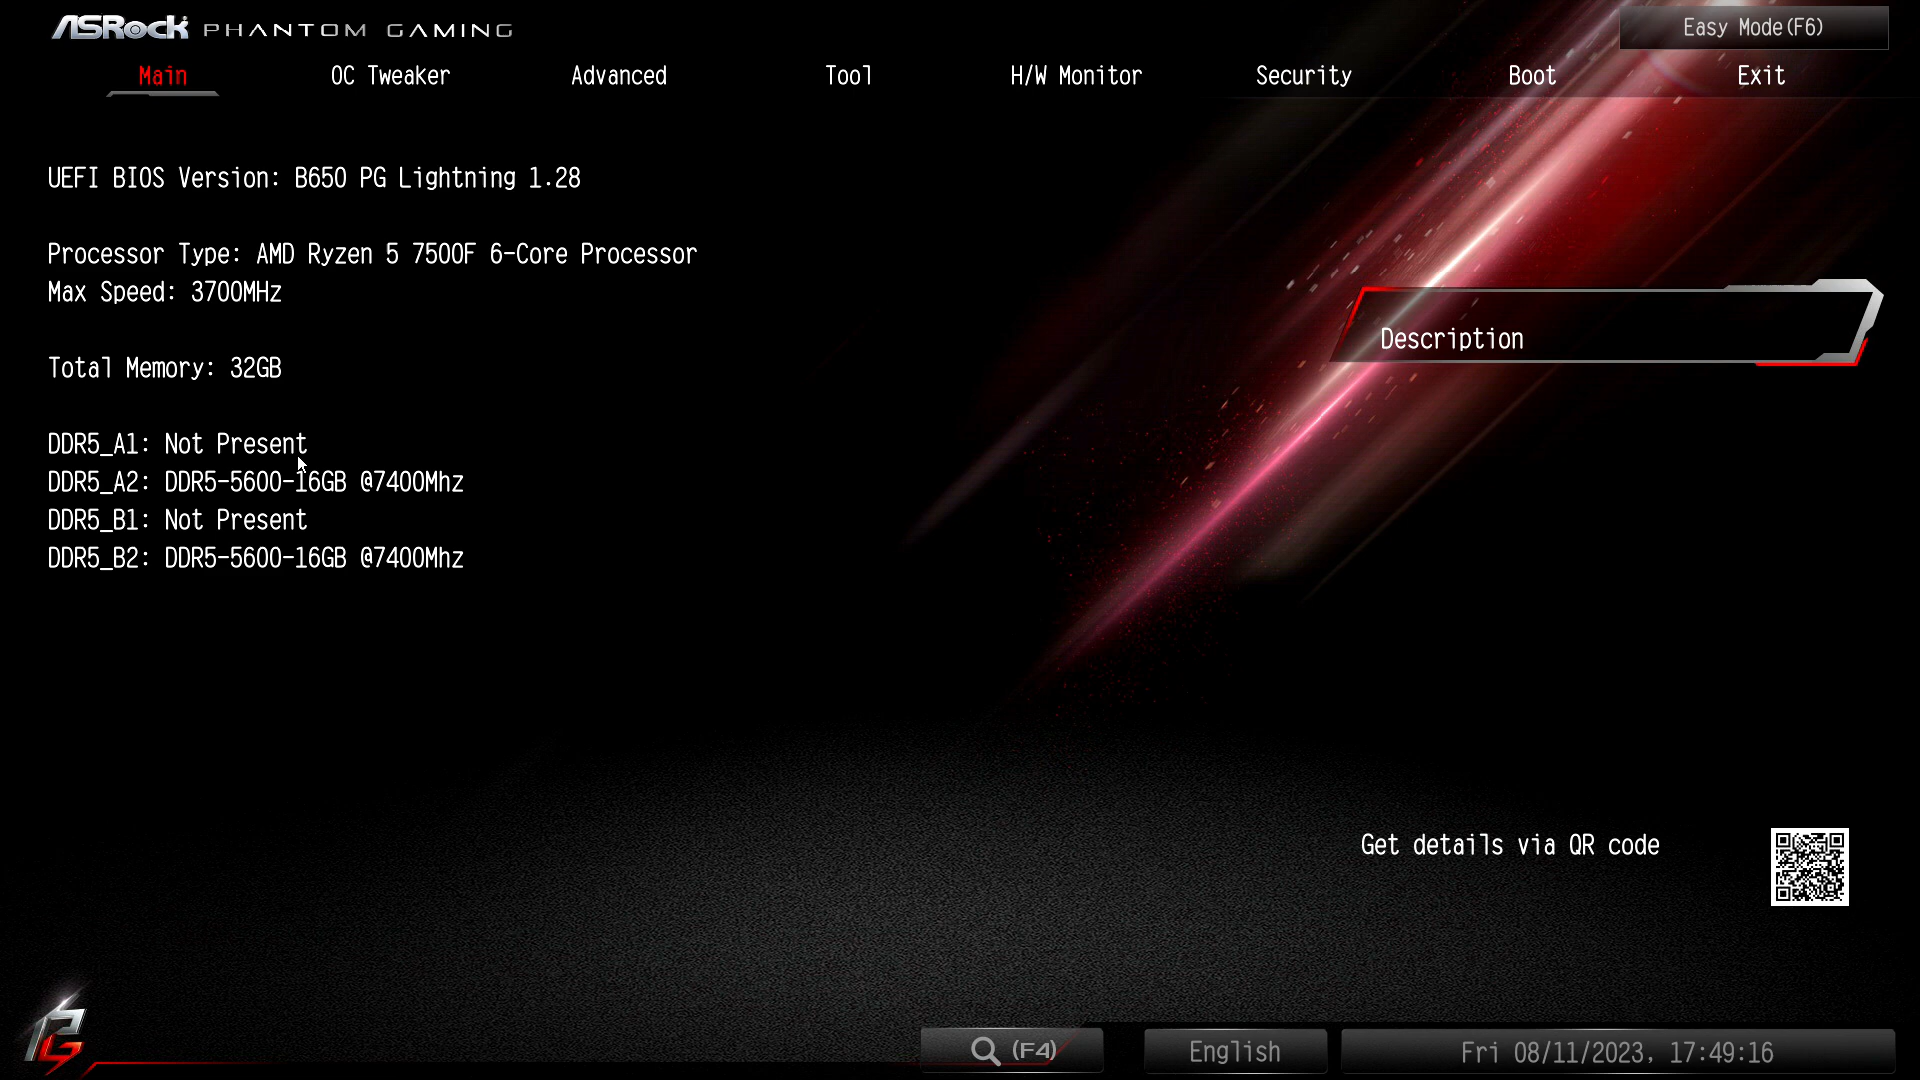 ASRock PHANTOM GAMING
Easy Mode(F6)
Main OC Tweaker Advanced Tool H/W Monitor Security Boot Exit
UEFI BIOS Version: B650 PG Lightning 1.28
Processor Type: AMD Ryzen 5 7500F 6-Core Processor
Max Speed: 3700MHz
Total Memory: 32GB
DDR5_A1: Not Present
DDR5_A2: DDR5-5600-16GB @7400Mhz
DDR5_B1: Not Present
DDR5_B2: DDR5-5600-16GB @7400Mhz
Description
Get details via QR code
(F4)
English
Fri 08/11/2023, 17:49:16